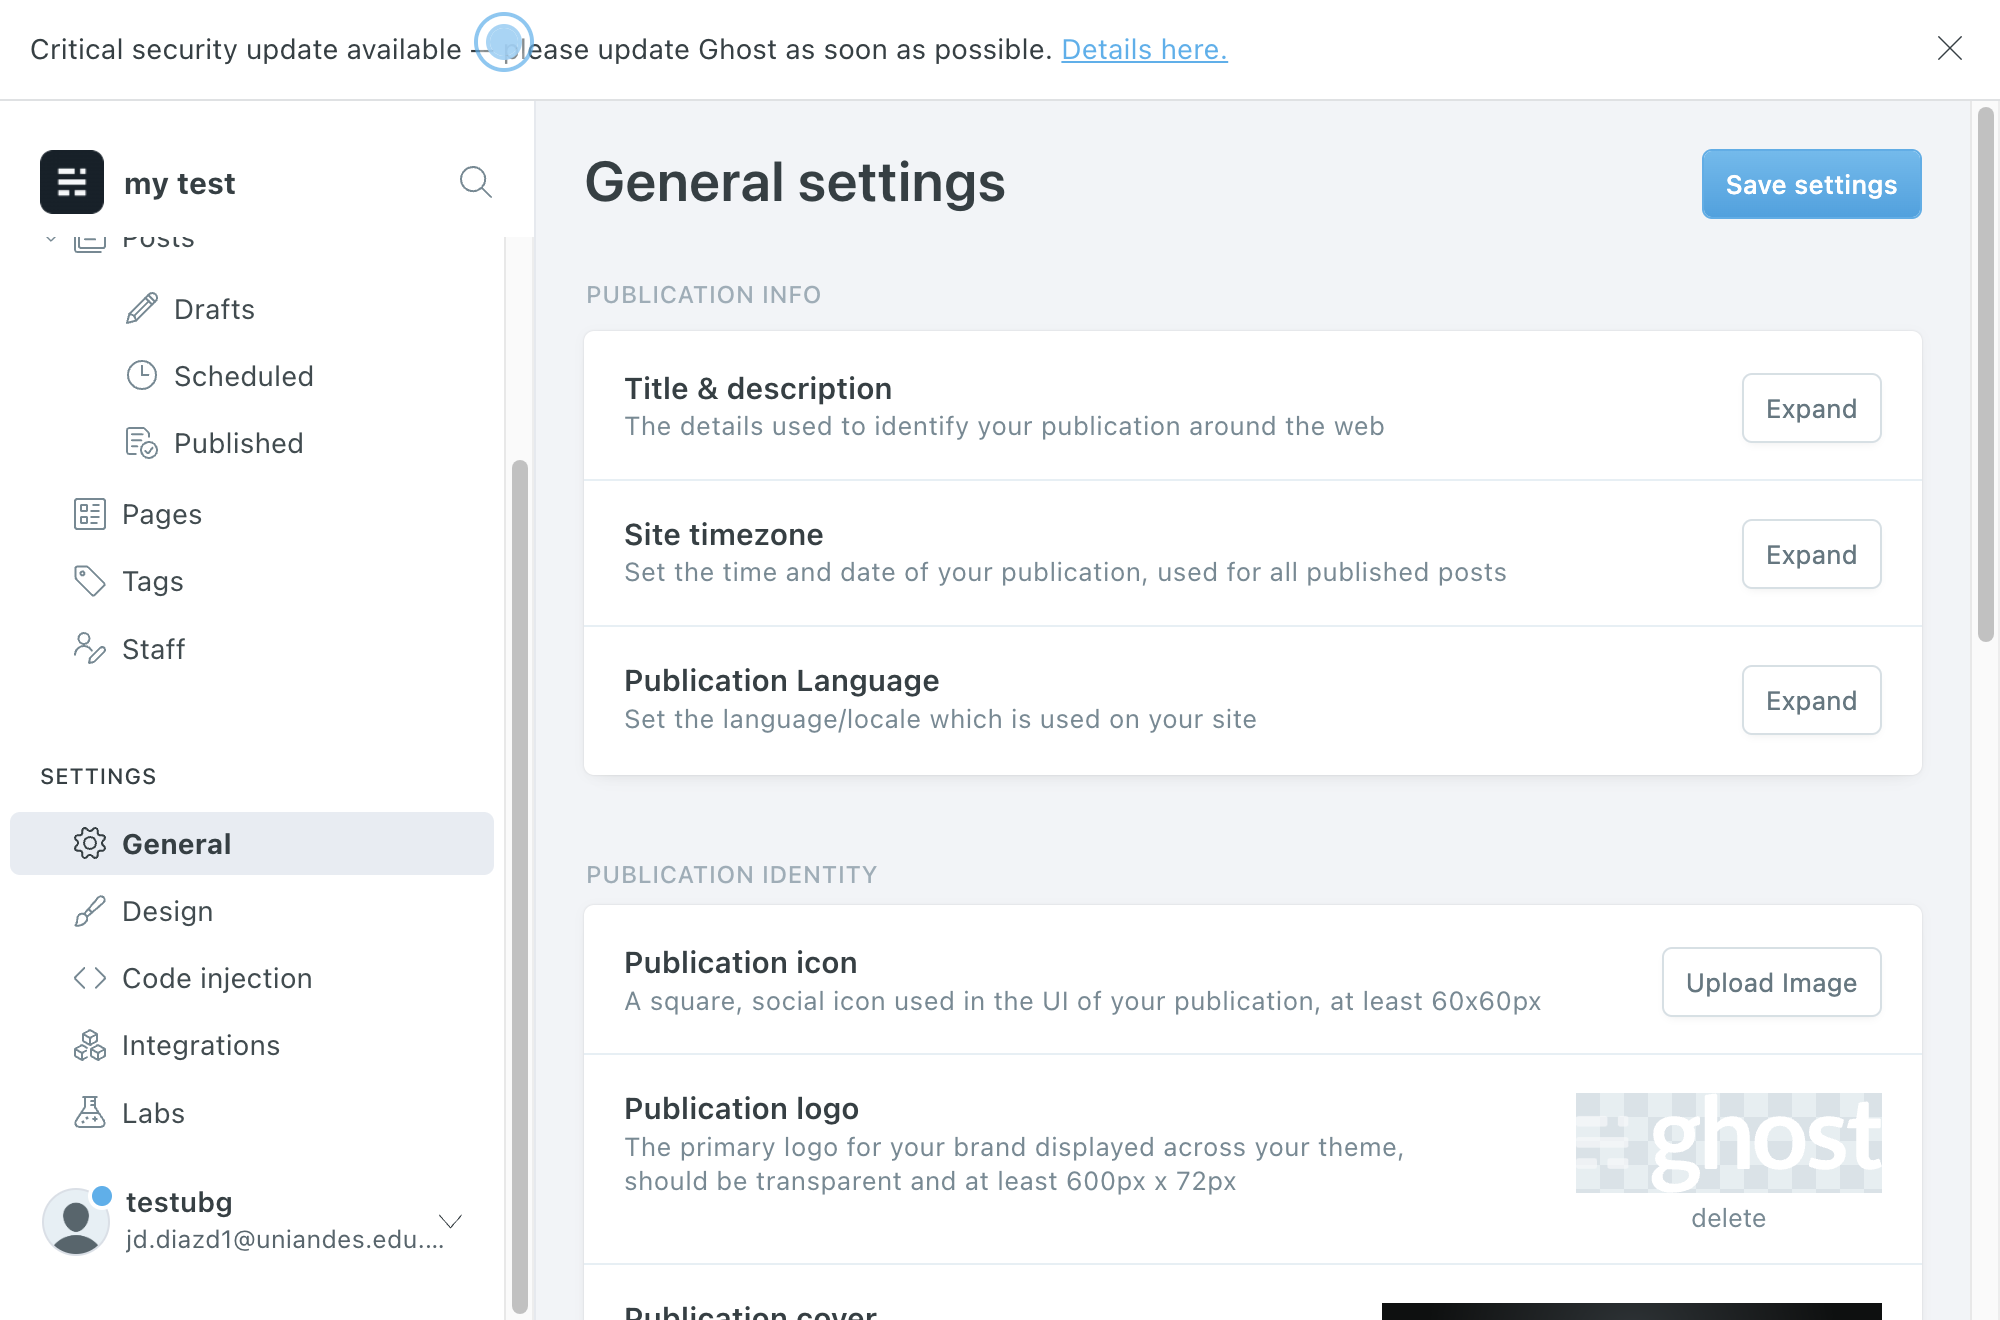 Critical security update available — please update Ghost as soon as possible. Details here.
my test
Posts
Drafts
Scheduled
Published
Pages
Tags
Staff
SETTINGS
General
Design
Code injection
Integrations
Labs
testubg
jd.diazd1@uniandes.edu....
General settings
Save settings
PUBLICATION INFO
Title & description
The details used to identify your publication around the web
Expand
Site timezone
Set the time and date of your publication, used for all published posts
Expand
Publication Language
Set the language/locale which is used on your site
Expand
PUBLICATION IDENTITY
Publication icon
A square, social icon used in the UI of your publication, at least 60x60px
Upload Image
Publication logo
The primary logo for your brand displayed across your theme,
should be transparent and at least 600px x 72px
ghost
delete
Publication cover